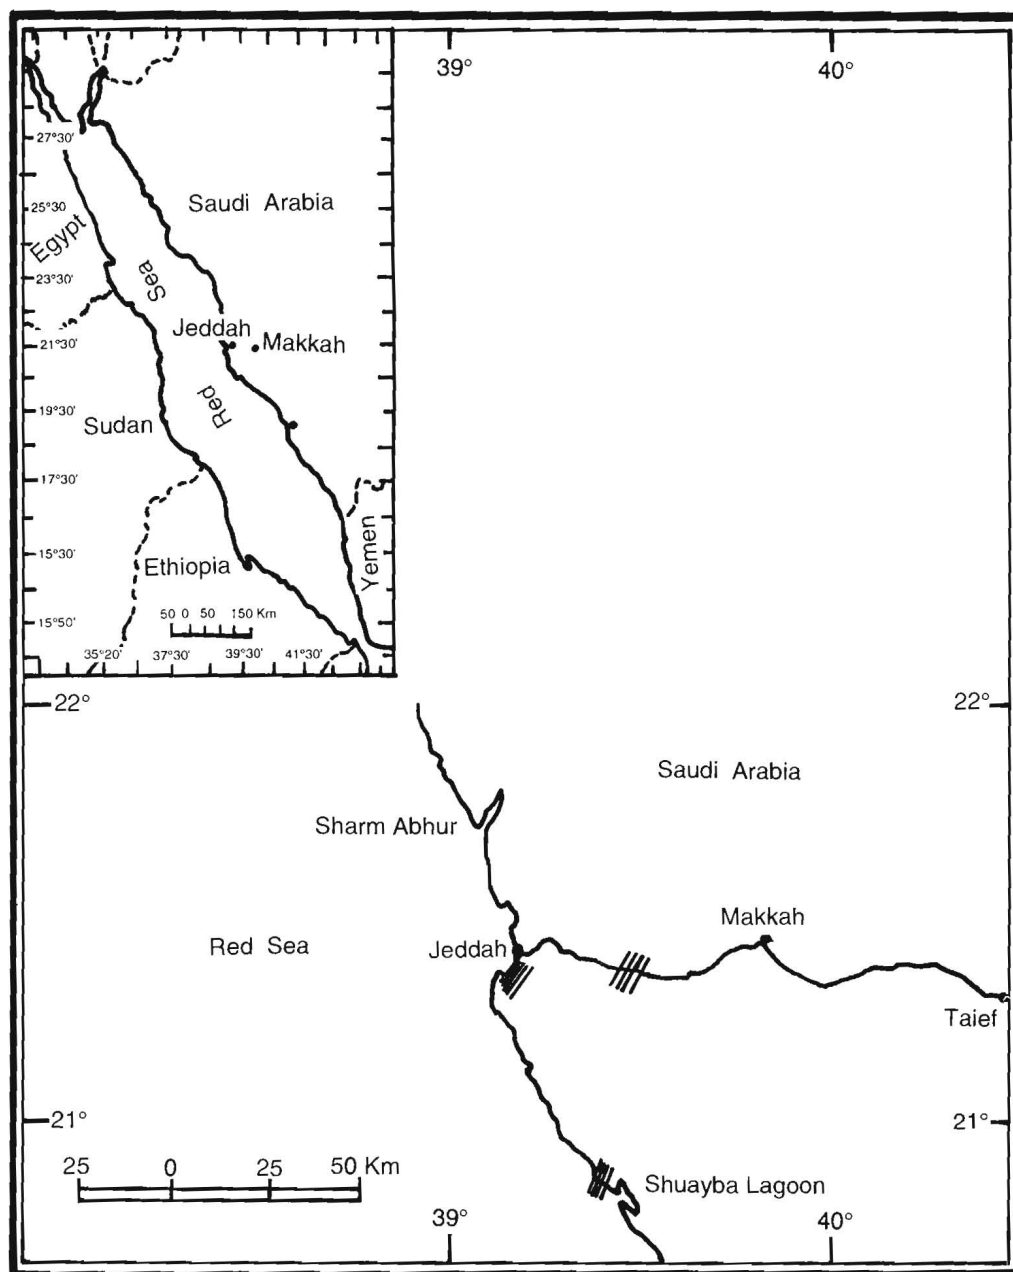 39°
40°
27°30'
Saudi Arabia
25°30
Egypt
Sea
23°30'
Jeddah
Makkah
21°30'
Red
19°30'
Sudan
17°30'
Yemen
15°30'
Ethiopia
50 0 50 150 Km
15°50'
35°20' 37°30' 39°30' 41°30'
22°
22°
Saudi Arabia
Sharm Abhur
Makkah
Red Sea
Jeddah
Taief
21°
21°
25 0 25 50 Km
Shuayba Lagoon
39°
40°